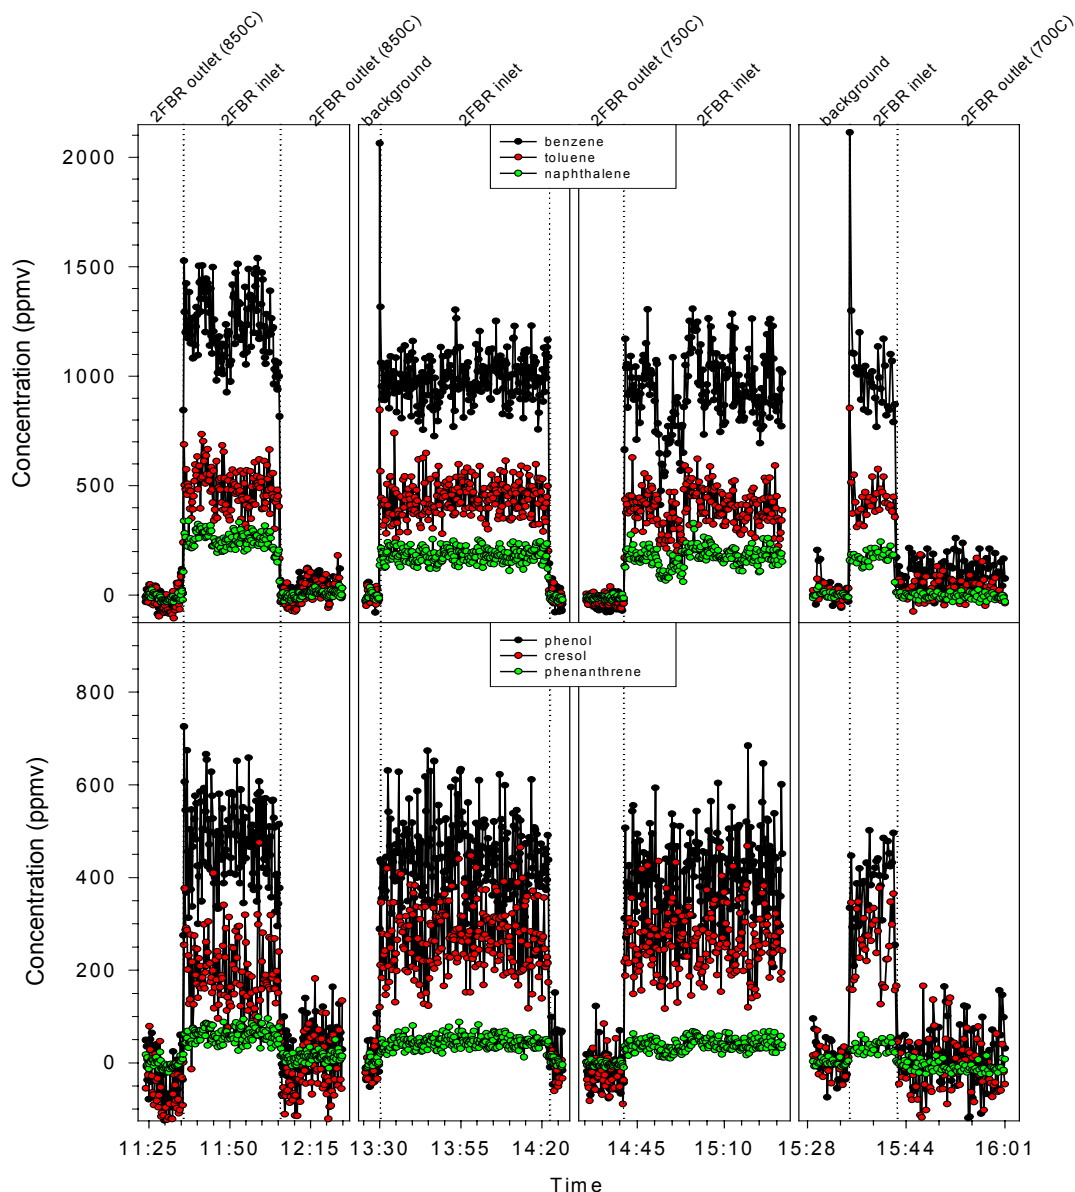 2FBR outlet (850C)
2FBR inlet
2FBR outlet (850C)
background
2FBR inlet
2FBR outlet (750C)
2FBR inlet
background
2FBR inlet
2FBR outlet (700C)
benzene
toluene
naphthalene
2000
1500
1000
500
0
Concentration (ppmv)
phenol
cresol
phenanthrene
800
600
400
200
0
Concentration (ppmv)
11:25 11:50 12:15 13:30 13:55 14:20 14:45 15:10 15:28 15:44 16:01
Time